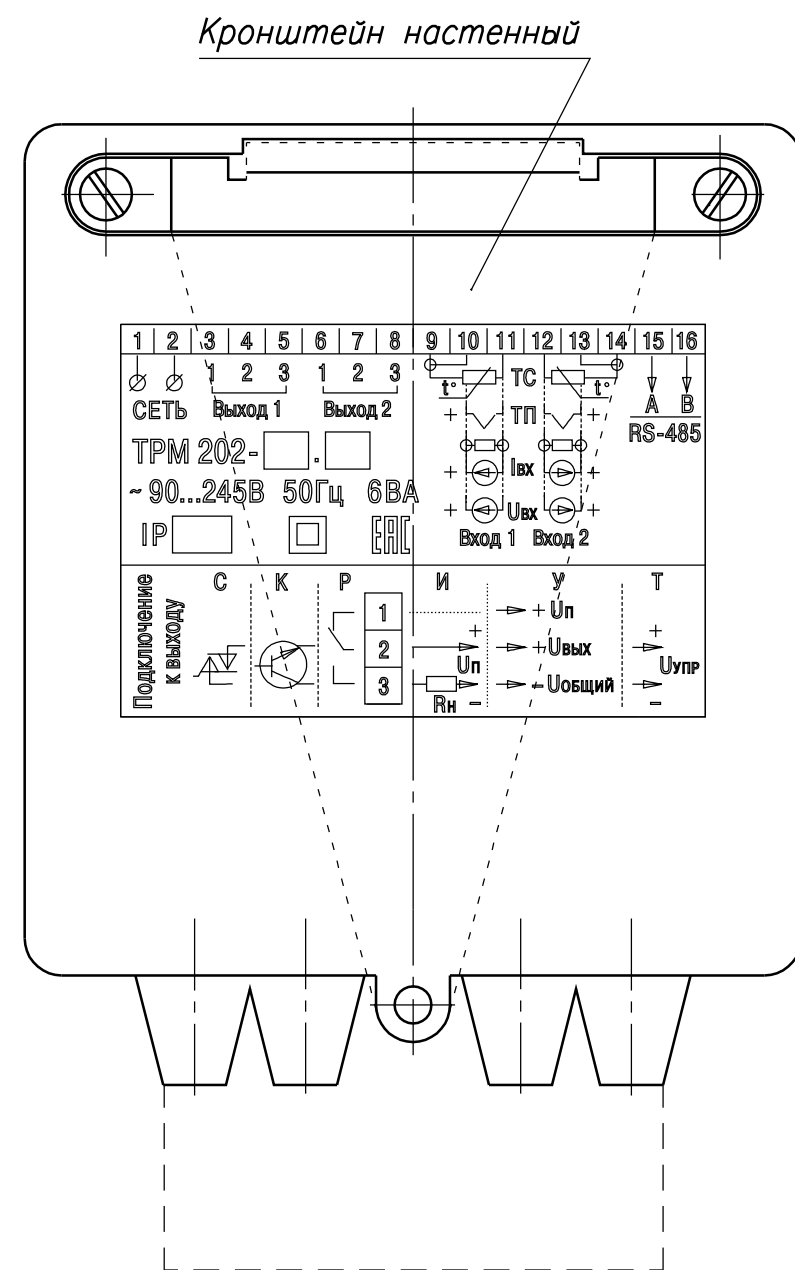 Кронштейн настенный
1 2 3 4 5 6 7 8 9 10 11 12 13 14 15 16
1 2 3 1 2 3 ТС
t° t°
СЕТЬ Выход 1 Выход 2 + ТП + А В
RS-485
ТРМ 202- .
+ Iвх +
~ 90...245В 50Гц 6ВА
+ Uвх +
IP EAC Вход 1 Вход 2
Подключение к выходу
С К Р И У Т
1 + Uп
2 + Uп + Uвых + Uупр
3 Rн - - Uобщий -